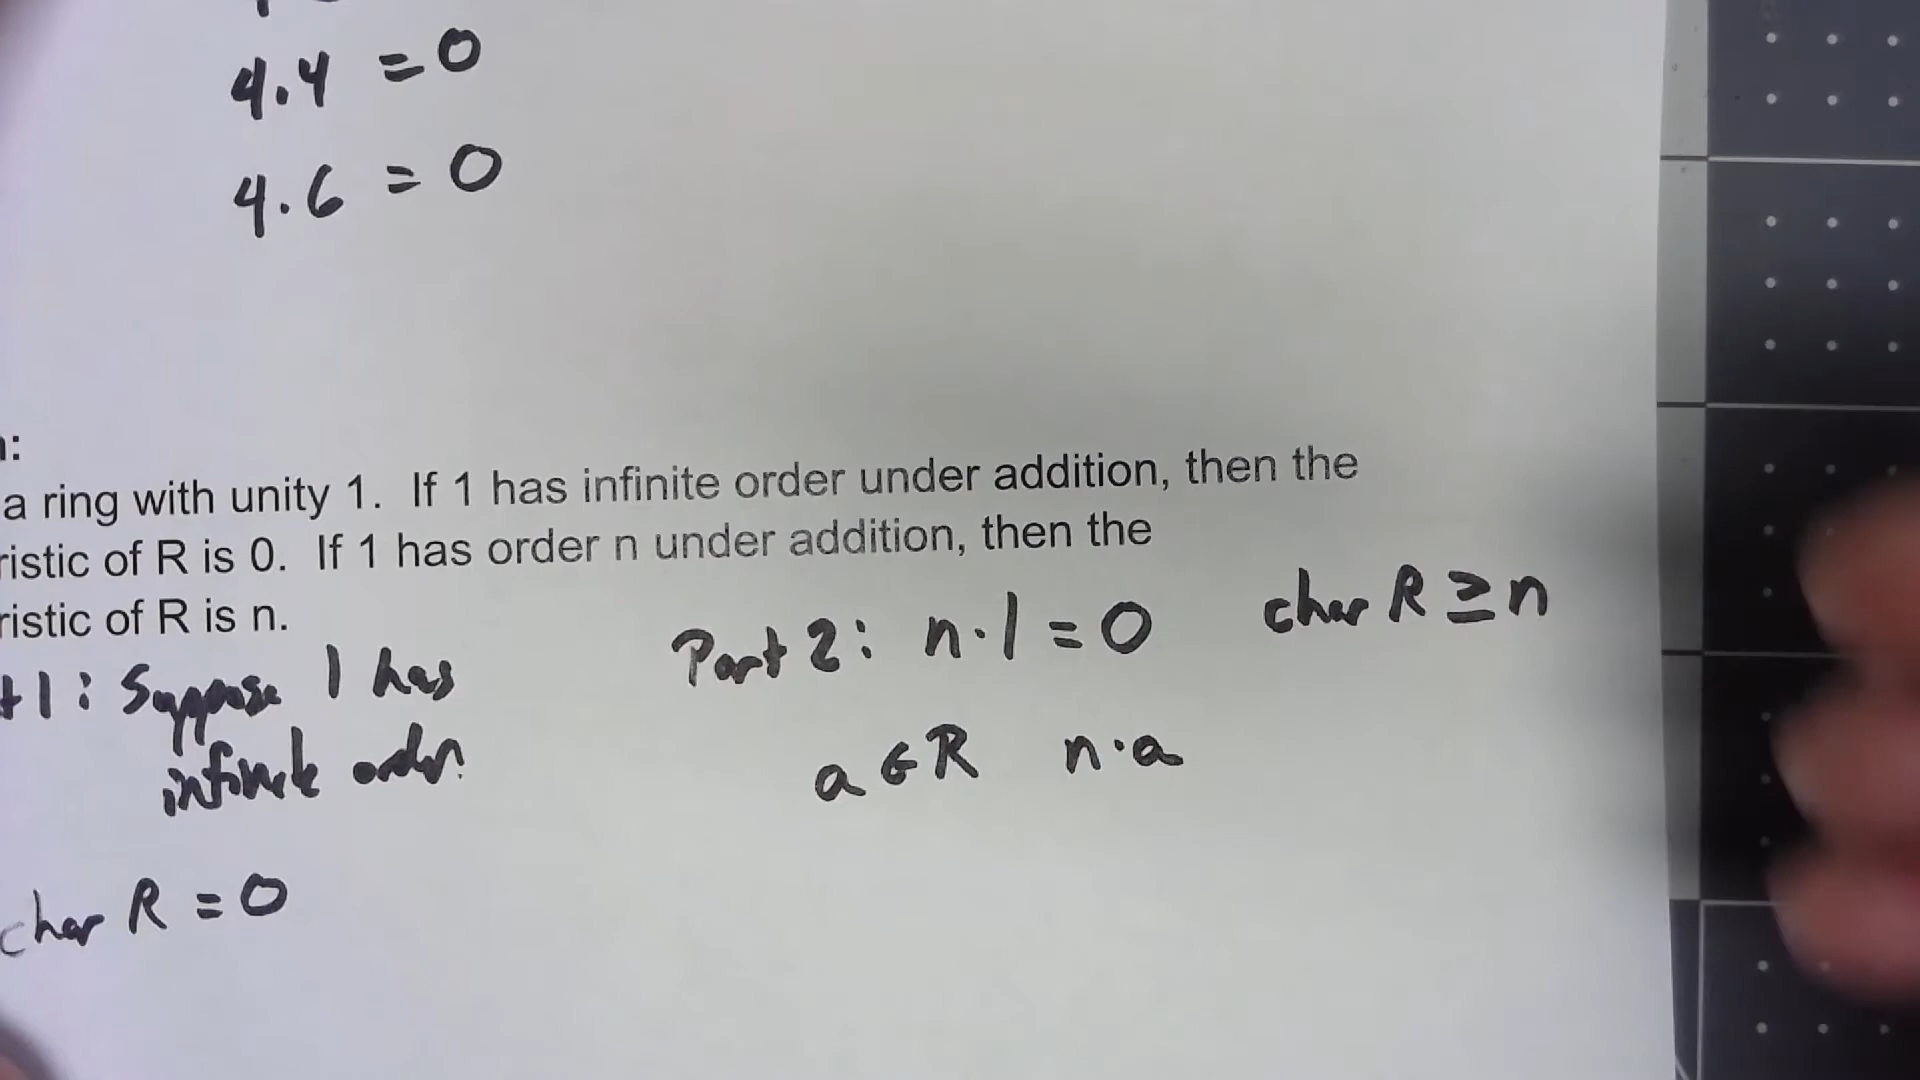 4.4 = 0
4.6 = 0
a ring with unity 1. If 1 has infinite order under addition, then the
ristic of R is 0. If 1 has order n under addition, then the
ristic of R is n.
Part 2: n·1 = 0
char R ≥ n
1: Suppose 1 has
infinite order.
a ∈ R n·a
char R = 0